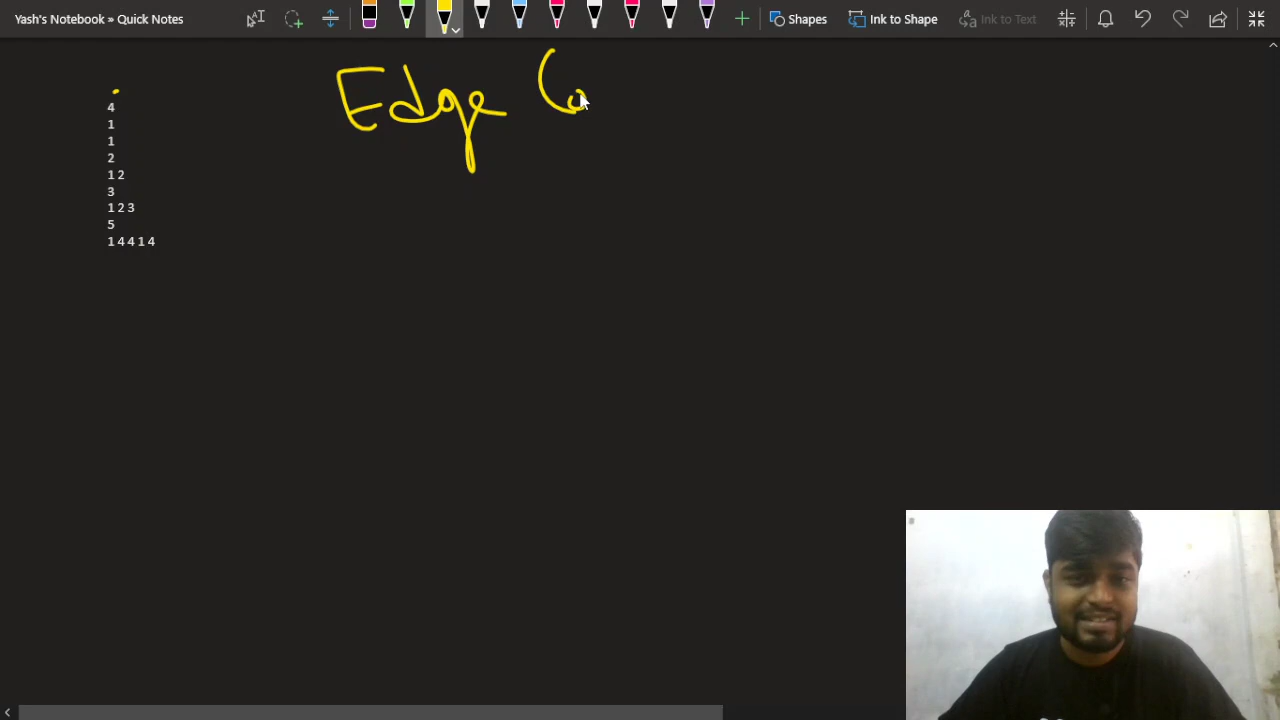 Yash's Notebook » Quick Notes
Shapes
Ink to Shape
Ink to Text
Edge
4
1
1
2
1 2
3
1 2 3
5
1 4 4 1 4